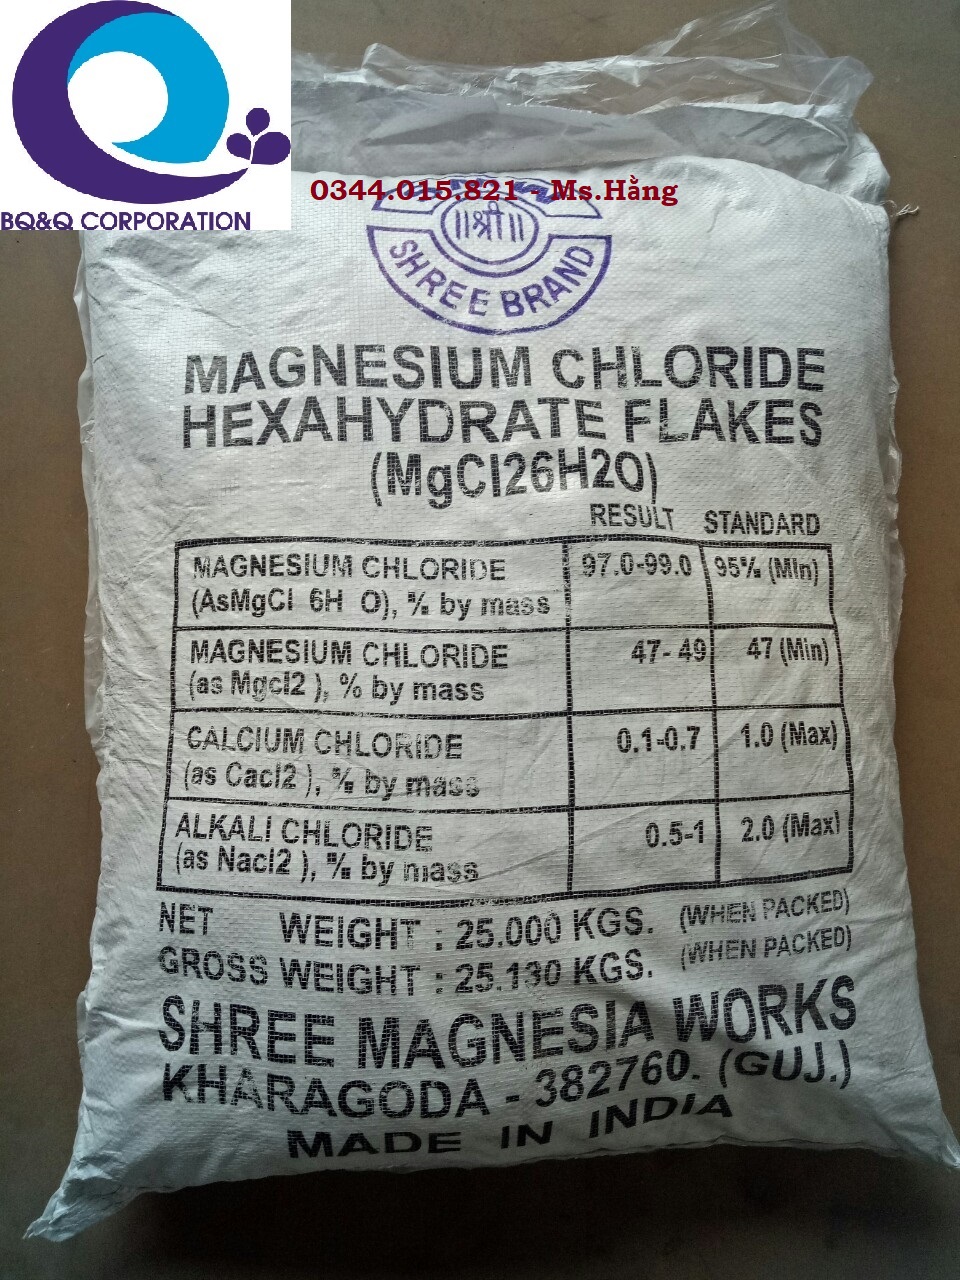 BQ&Q CORPORATION
0344.015.821 - Ms.Hằng
॥श्री॥
SHREE BRAND
MAGNESIUM CHLORIDE
HEXAHYDRATE FLAKES
(MgCl26H2O)
RESULT STANDARD
MAGNESIUM CHLORIDE 97.0-99.0 95% (MIn)
(AsMgCl 6H O), % by mass
MAGNESIUM CHLORIDE 47- 49 47 (Min)
(as Mgcl2 ), % by mass
CALCIUM CHLORIDE 0.1-0.7 1.0 (Max)
(as Cacl2 ), % by mass
ALKALI CHLORIDE 0.5-1 2.0 (Max)
(as Nacl2 ), % by mass
NET WEIGHT : 25.000 KGS. (WHEN PACKED)
GROSS WEIGHT : 25.130 KGS. (WHEN PACKED)
SHREE MAGNESIA WORKS
KHARAGODA - 382760. (GUJ.)
MADE IN INDIA